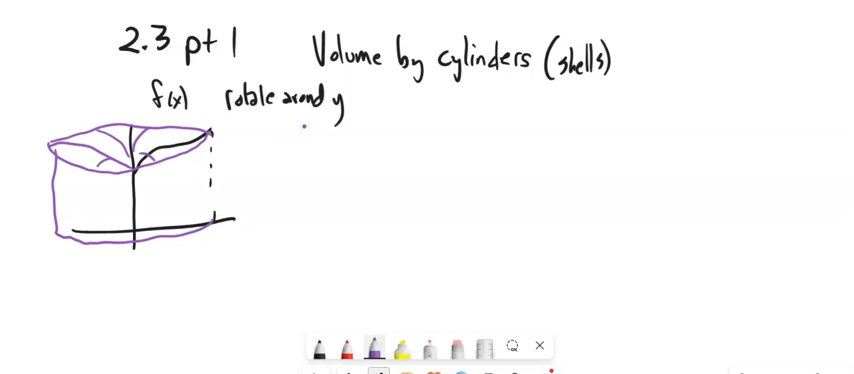 2.3 pt 1 Volume by cylinders (shells)
f(x) rotate around y